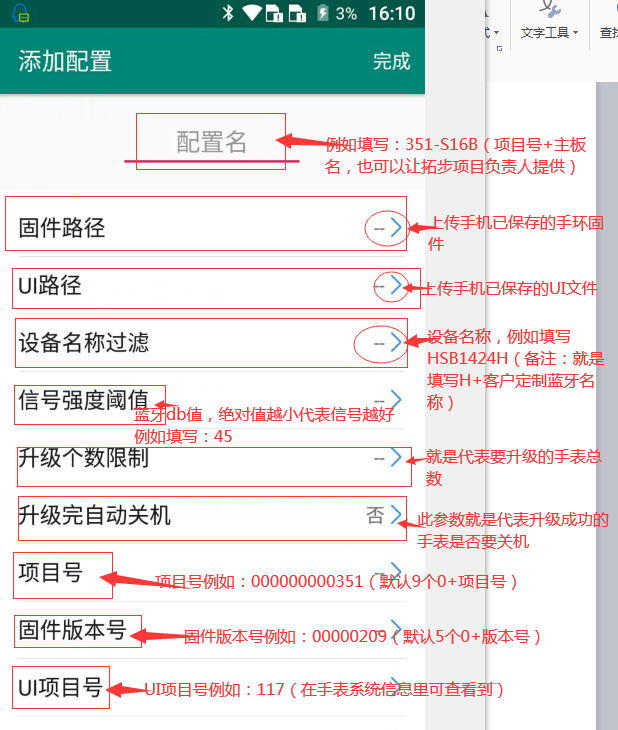 3% 16:10
添加配置 完成
文字工具
配置名
例如填写：351-S16B（项目号+主板
名，也可以让拓步项目负责人提供）
固件路径 --
上传手机已保存的手环固
件
UI路径 --
上传手机已保存的UI文件
设备名称过滤 --
设备名称，例如填写
HSB1424H（备注：就是
填写H+客户定制蓝牙名
称）
信号强度阈值 --
蓝牙db值，绝对值越小代表信号越好
例如填写：45
升级个数限制 --
就是代表要升级的手表总
数
升级完自动关机 否
此参数就是代表升级成功的
手表是否要关机
项目号
项目号例如：000000000351（默认9个0+项目号）
固件版本号
固件版本号例如：00000209（默认5个0+版本号）
UI项目号
UI项目号例如：117（在手表系统信息里可查看到）